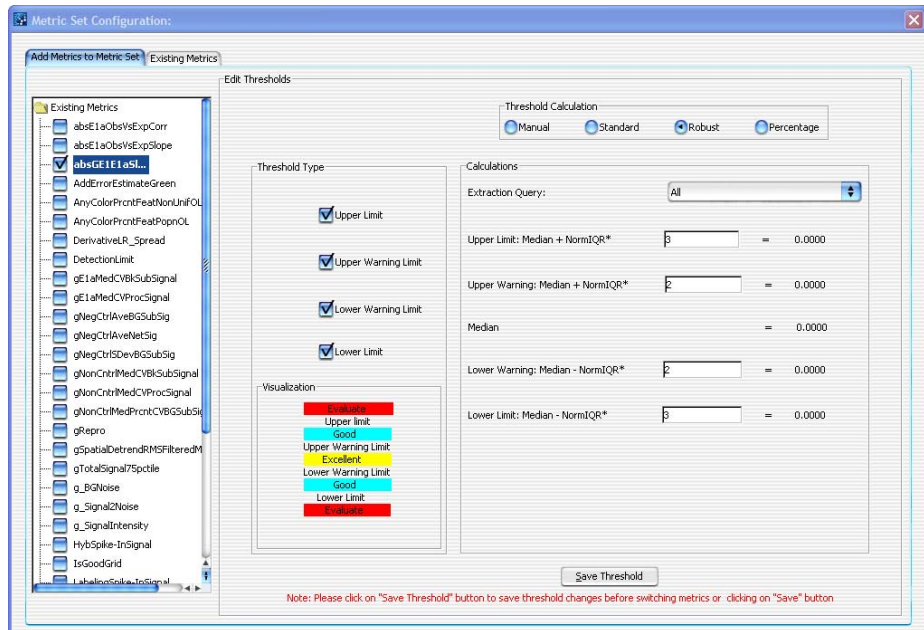 Metric Set Configuration:
Add Metrics to Metric Set
Existing Metrics
Existing Metrics
absE1aObsVsExpCorr
absE1aObsVsExpSlope
absGE1E1aSl...
AddErrorEstimateGreen
AnyColorPrcntFeatNonUnifOL
AnyColorPrcntFeatPopnOL
DerivativeLR_Spread
DetectionLimit
gE1aMedCVBkSubSignal
gE1aMedCVProcSignal
gNegCtrlAveBGSubSig
gNegCtrlAveNetSig
gNegCtrlSDevBGSubSig
gNonCntrlMedCVBkSubSignal
gNonCntrlMedCVProcSignal
gNonCtrlMedPrcntCVBGSubSig
gRepro
gSpatialDetrendRMSFilteredM
gTotalSignal75pctile
g_BGNoise
g_Signal2Noise
g_SignalIntensity
HybSpike-InSignal
IsGoodGrid
LabelingSpike-InSignal
Edit Thresholds
Threshold Calculation
Manual Standard Robust Percentage
Threshold Type
Upper Limit
Upper Warning Limit
Lower Warning Limit
Lower Limit
Visualization
Evaluate
Upper limit
Good
Upper Warning Limit
Excellent
Lower Warning Limit
Good
Lower Limit
Evaluate
Calculations
Extraction Query: All
Upper Limit: Median + NormIQR* 3 = 0.0000
Upper Warning: Median + NormIQR* 2 = 0.0000
Median = 0.0000
Lower Warning: Median - NormIQR* 2 = 0.0000
Lower Limit: Median - NormIQR* 3 = 0.0000
Save Threshold
Note: Please click on "Save Threshold" button to save threshold changes before switching metrics or clicking on "Save" button